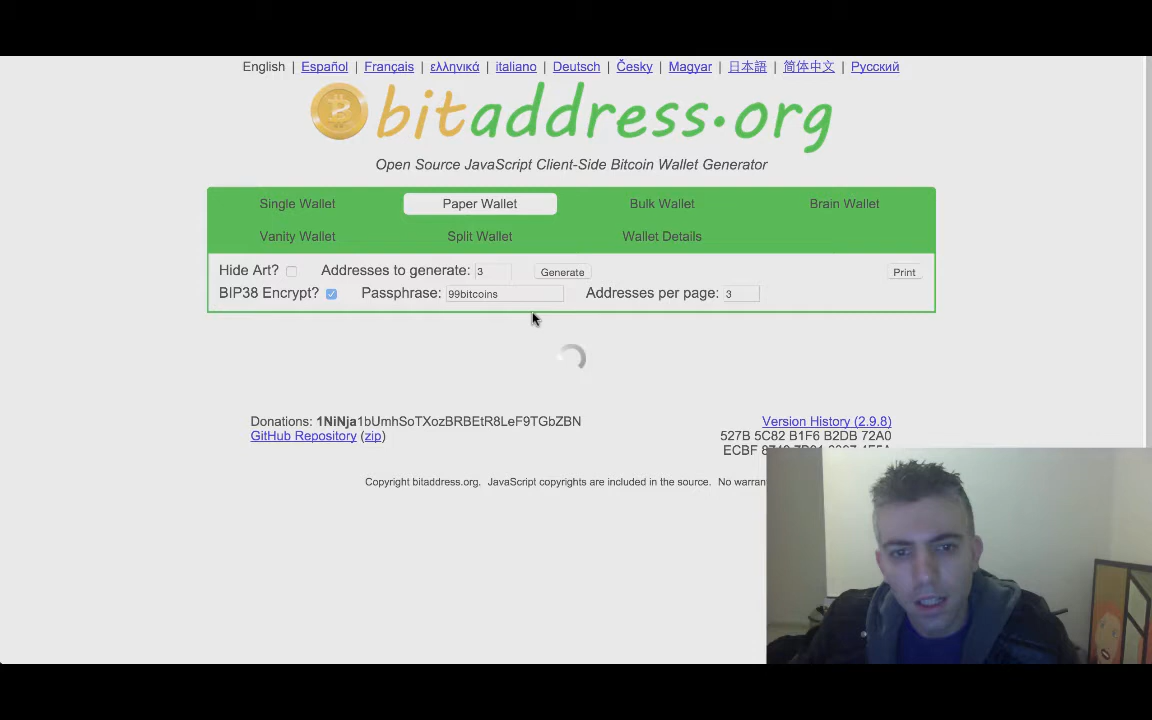 English | Español | Français | ελληνικά | italiano | Deutsch | Česky | Magyar | 日本語 | 简体中文 | Русский
bitaddress.org
Open Source JavaScript Client-Side Bitcoin Wallet Generator
Single Wallet Paper Wallet Bulk Wallet Brain Wallet
Vanity Wallet Split Wallet Wallet Details
Hide Art? Addresses to generate: 3 Generate Print
BIP38 Encrypt? Passphrase: 99bitcoins Addresses per page: 3
Donations: 1NiNja1bUmhSoTXozBRBEtR8LeF9TGbZBN Version History (2.9.8)
GitHub Repository (zip) 527B 5C82 B1F6 B2DB 72A0
ECBF
Copyright bitaddress.org. JavaScript copyrights are included in the source. No